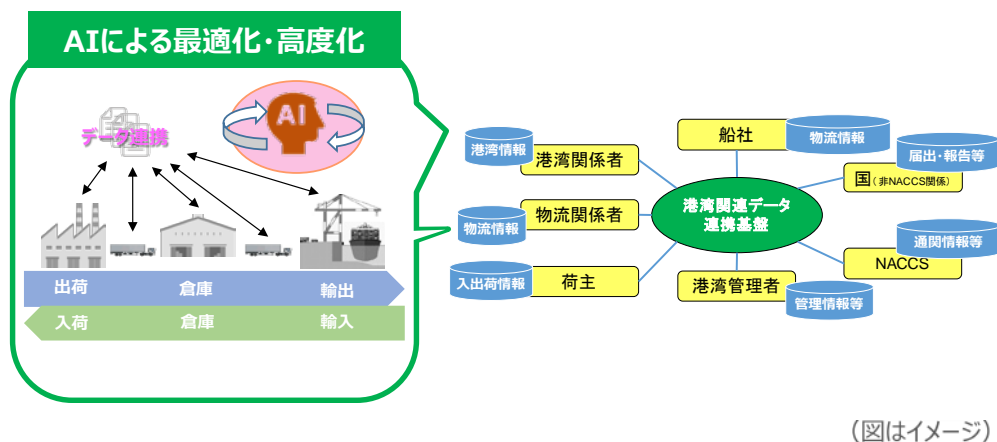 AIによる最適化・高度化
AI
データ連携
出荷
倉庫
輸出
入荷
倉庫
輸入
港湾情報
港湾関係者
物流情報
物流関係者
入出荷情報
荷主
船社
物流情報
届出・報告等
国(非NACCS関係)
港湾関連データ
連携基盤
通関情報等
NACCS
港湾管理者
管理情報等
(図はイメージ)